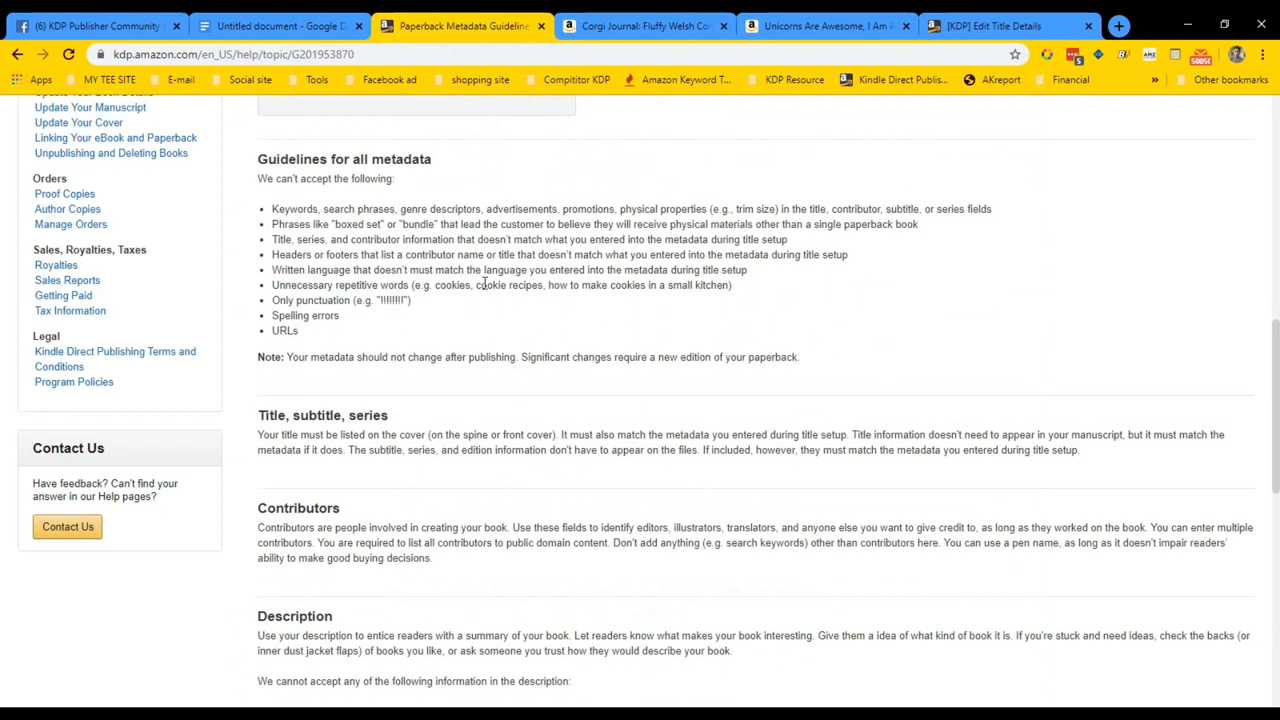 (6) KDP Publisher Community
Untitled document - Google D
Paperback Metadata Guideline
Corgi Journal: Fluffy Welsh Co
Unicorns Are Awesome, I Am A
[KDP] Edit Title Details
kdp.amazon.com/en_US/help/topic/G201953870
Apps
MY TEE SITE
E-mail
Social site
Tools
Facebook ad
shopping site
Compititor KDP
Amazon Keyword T...
KDP Resource
Kindle Direct Publis...
AKreport
Financial
»
Other bookmarks
Update Your Manuscript
Update Your Cover
Linking Your eBook and Paperback
Unpublishing and Deleting Books
Orders
Proof Copies
Author Copies
Manage Orders
Sales, Royalties, Taxes
Royalties
Sales Reports
Getting Paid
Tax Information
Legal
Kindle Direct Publishing Terms and
Conditions
Program Policies
Contact Us
Have feedback? Can't find your
answer in our Help pages?
Contact Us
Guidelines for all metadata
We can't accept the following:
• Keywords, search phrases, genre descriptors, advertisements, promotions, physical properties (e.g., trim size) in the title, contributor, subtitle, or series fields
• Phrases like "boxed set" or "bundle" that lead the customer to believe they will receive physical materials other than a single paperback book
• Title, series, and contributor information that doesn't match what you entered into the metadata during title setup
• Headers or footers that list a contributor name or title that doesn't match what you entered into the metadata during title setup
• Written language that doesn't must match the language you entered into the metadata during title setup
• Unnecessary repetitive words (e.g. cookies, cookie recipes, how to make cookies in a small kitchen)
• Only punctuation (e.g. "!!!!!!!!")
• Spelling errors
• URLs
Note: Your metadata should not change after publishing. Significant changes require a new edition of your paperback.
Title, subtitle, series
Your title must be listed on the cover (on the spine or front cover). It must also match the metadata you entered during title setup. Title information doesn't need to appear in your manuscript, but it must match the
metadata if it does. The subtitle, series, and edition information don't have to appear on the files. If included, however, they must match the metadata you entered during title setup.
Contributors
Contributors are people involved in creating your book. Use these fields to identify editors, illustrators, translators, and anyone else you want to give credit to, as long as they worked on the book. You can enter multiple
contributors. You are required to list all contributors to public domain content. Don't add anything (e.g. search keywords) other than contributors here. You can use a pen name, as long as it doesn't impair readers'
ability to make good buying decisions.
Description
Use your description to entice readers with a summary of your book. Let readers know what makes your book interesting. Give them a idea of what kind of book it is. If you're stuck and need ideas, check the backs (or
inner dust jacket flaps) of books you like, or ask someone you trust how they would describe your book.
We cannot accept any of the following information in the description: